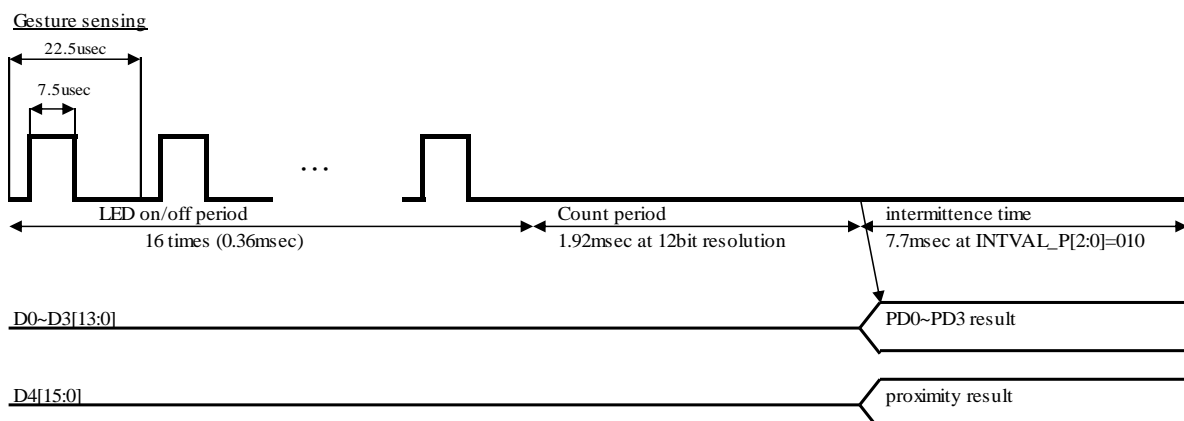 Gesture sensing
22.5usec
7.5usec
...
LED on/off period
Count period
intermittence time
16 times (0.36msec)
1.92msec at 12bit resolution
7.7msec at INTVAL_P[2:0]=010
D0~D3[13:0]
PD0~PD3 result
D4[15:0]
proximity result